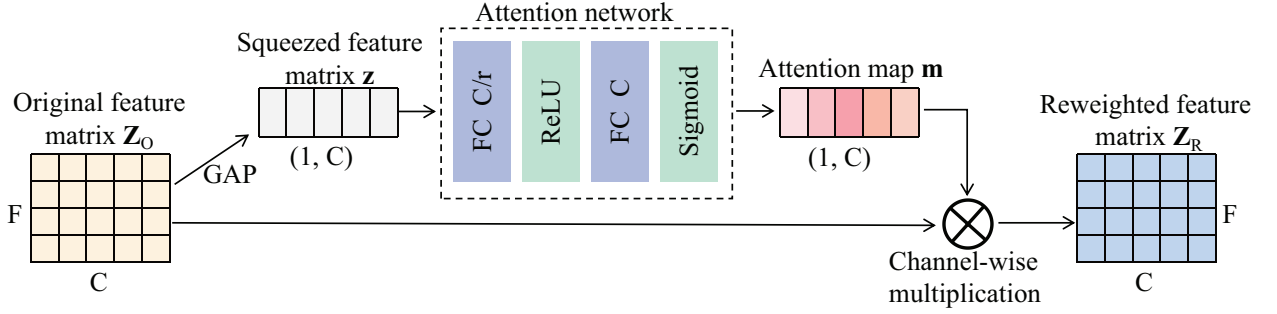 Original feature
matrix Z_O
F
C
GAP
Squeezed feature
matrix z
(1, C)
Attention network
FC C/r
ReLU
FC C
Sigmoid
Attention map m
(1, C)
Channel-wise
multiplication
Reweighted feature
matrix Z_R
F
C